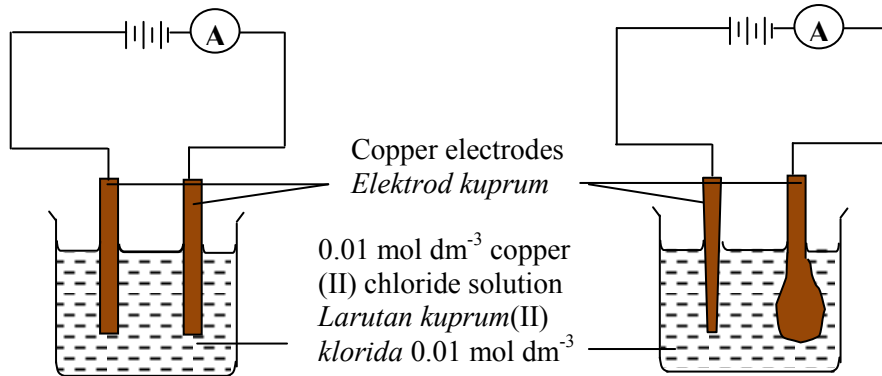 A
A
Copper electrodes
Elektrod kuprum
0.01 mol dm⁻³ copper
(II) chloride solution
Larutan kuprum(II)
klorida 0.01 mol dm⁻³